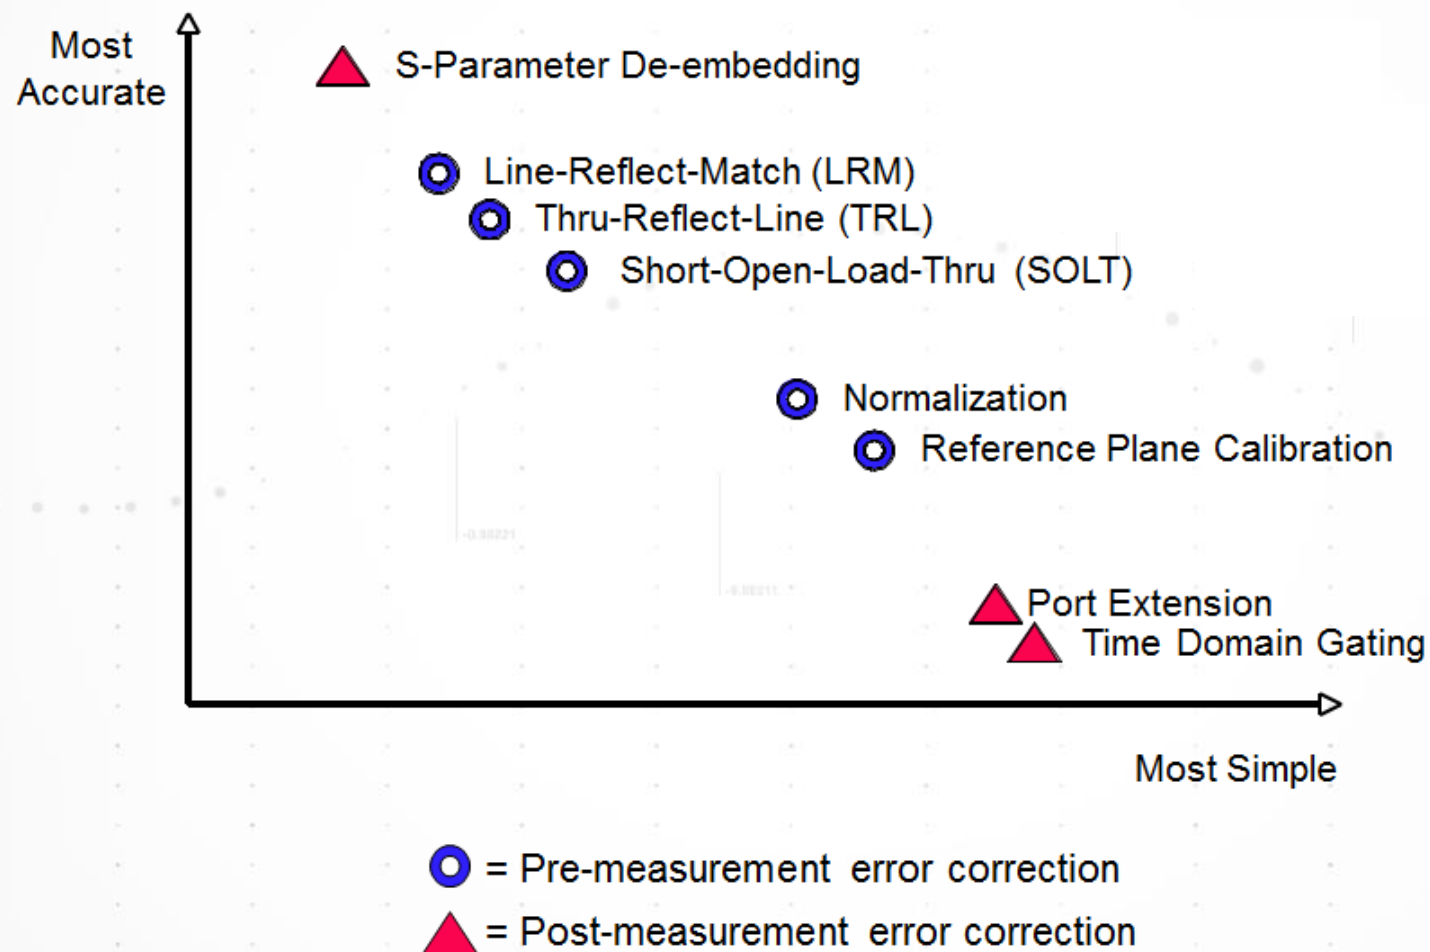 Most
Accurate
S-Parameter De-embedding
Line-Reflect-Match (LRM)
Thru-Reflect-Line (TRL)
Short-Open-Load-Thru (SOLT)
Normalization
Reference Plane Calibration
Port Extension
Time Domain Gating
Most Simple
= Pre-measurement error correction
= Post-measurement error correction